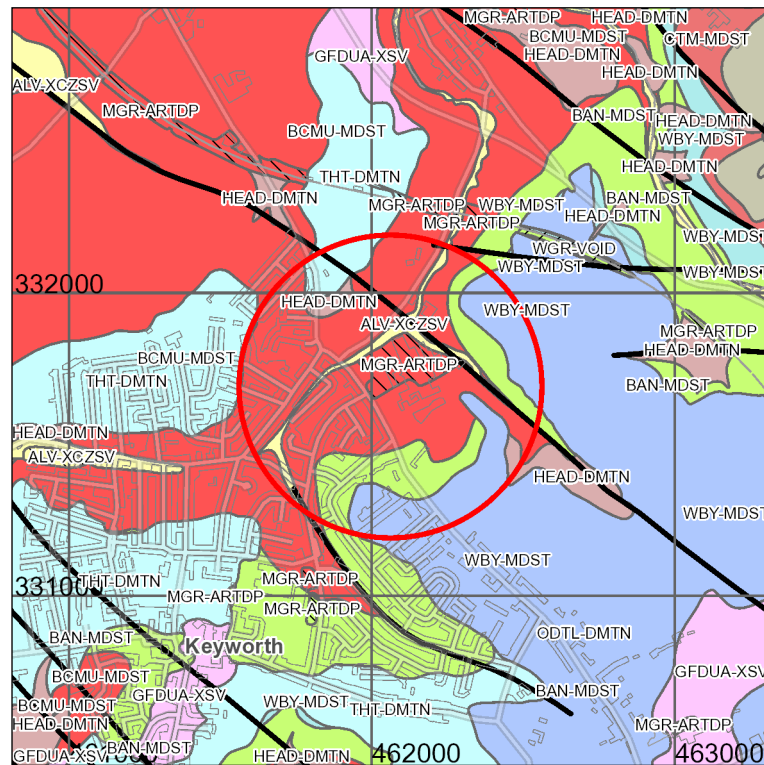 MGR-ARTDP
HEAD-DMTN
GFDUA-XSV
BCMU-MDST
CTM-MDST
HEAD-DMTN
HEAD-DMTN
ALV-XCZSV
MGR-ARTDP
BAN-MDST
HEAD-DMTN
BCMU-MDST
WBY-MDST
HEAD-DMTN
THT-DMTN
HEAD-DMTN
MGR-ARTDP
WBY-MDST
BAN-MDST
HEAD-DMTN
MGR-ARTDP
WBY-MDST
WGR-VOID
WBY-MDST
WBY-MDST
332000
HEAD-DMTN
WBY-MDST
ALV-XCZSV
MGR-ARTDP
HEAD-DMTN
BCMU-MDST
MGR-ARTDP
THT-DMTN
BAN-MDST
HEAD-DMTN
ALV-XCZSV
HEAD-DMTN
WBY-MDST
WBY-MDST
THT-DMTN
MGR-ARTDP
MGR-ARTDP
MGR-ARTDP
BAN-MDST
Keyworth
ODTL-DMTN
BCMU-MDST
GFDUA-XSV
GFDUA-XSV
BAN-MDST
BCMU-MDST
WBY-MDST
THT-DMTN
HEAD-DMTN
MGR-ARTDP
BAN-MDST
HEAD-DMTN
GFDUA-XSV
462000
463000